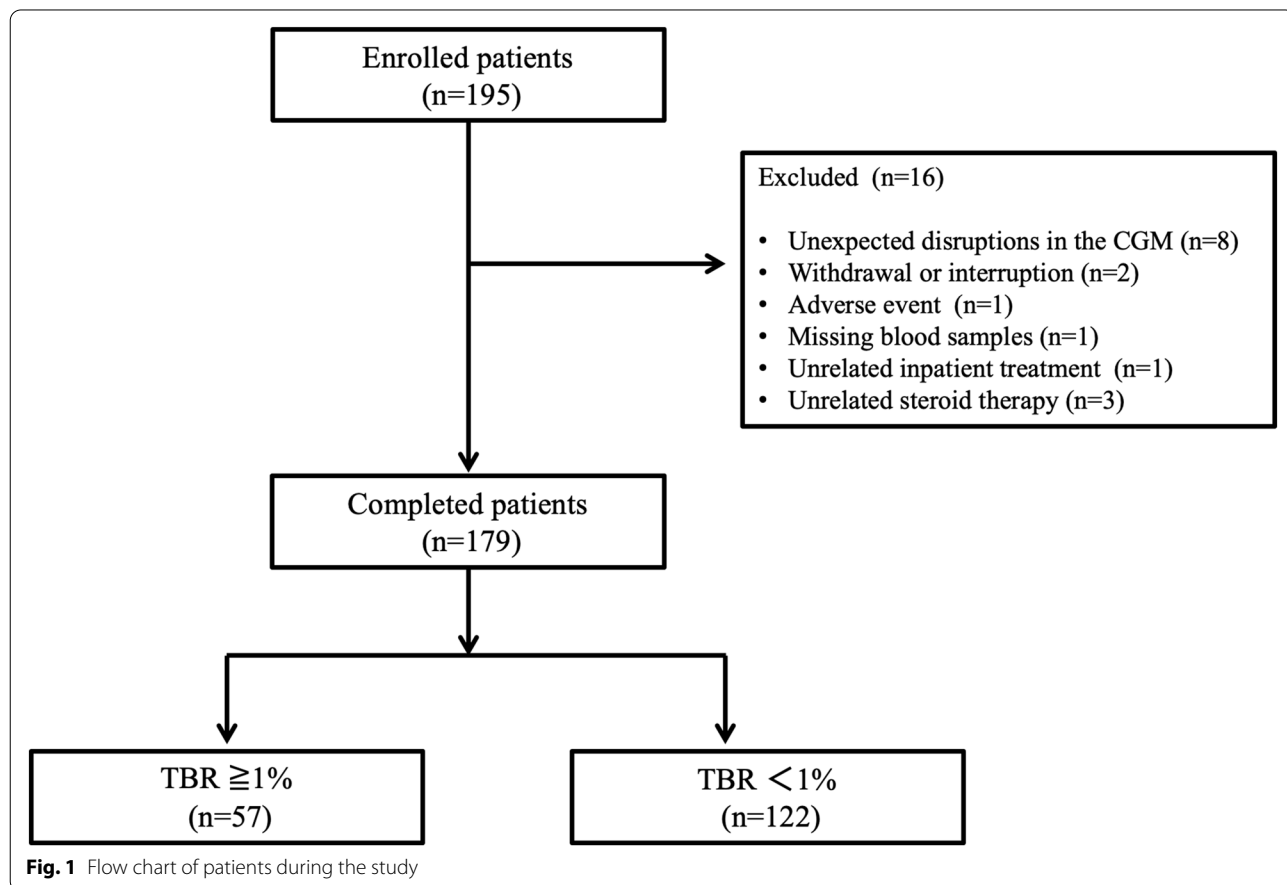 Enrolled patients
(n=195)
Excluded (n=16)
• Unexpected disruptions in the CGM (n=8)
• Withdrawal or interruption (n=2)
• Adverse event (n=1)
• Missing blood samples (n=1)
• Unrelated inpatient treatment (n=1)
• Unrelated steroid therapy (n=3)
Completed patients
(n=179)
TBR ≧1%
(n=57)
TBR <1%
(n=122)
Fig. 1 Flow chart of patients during the study